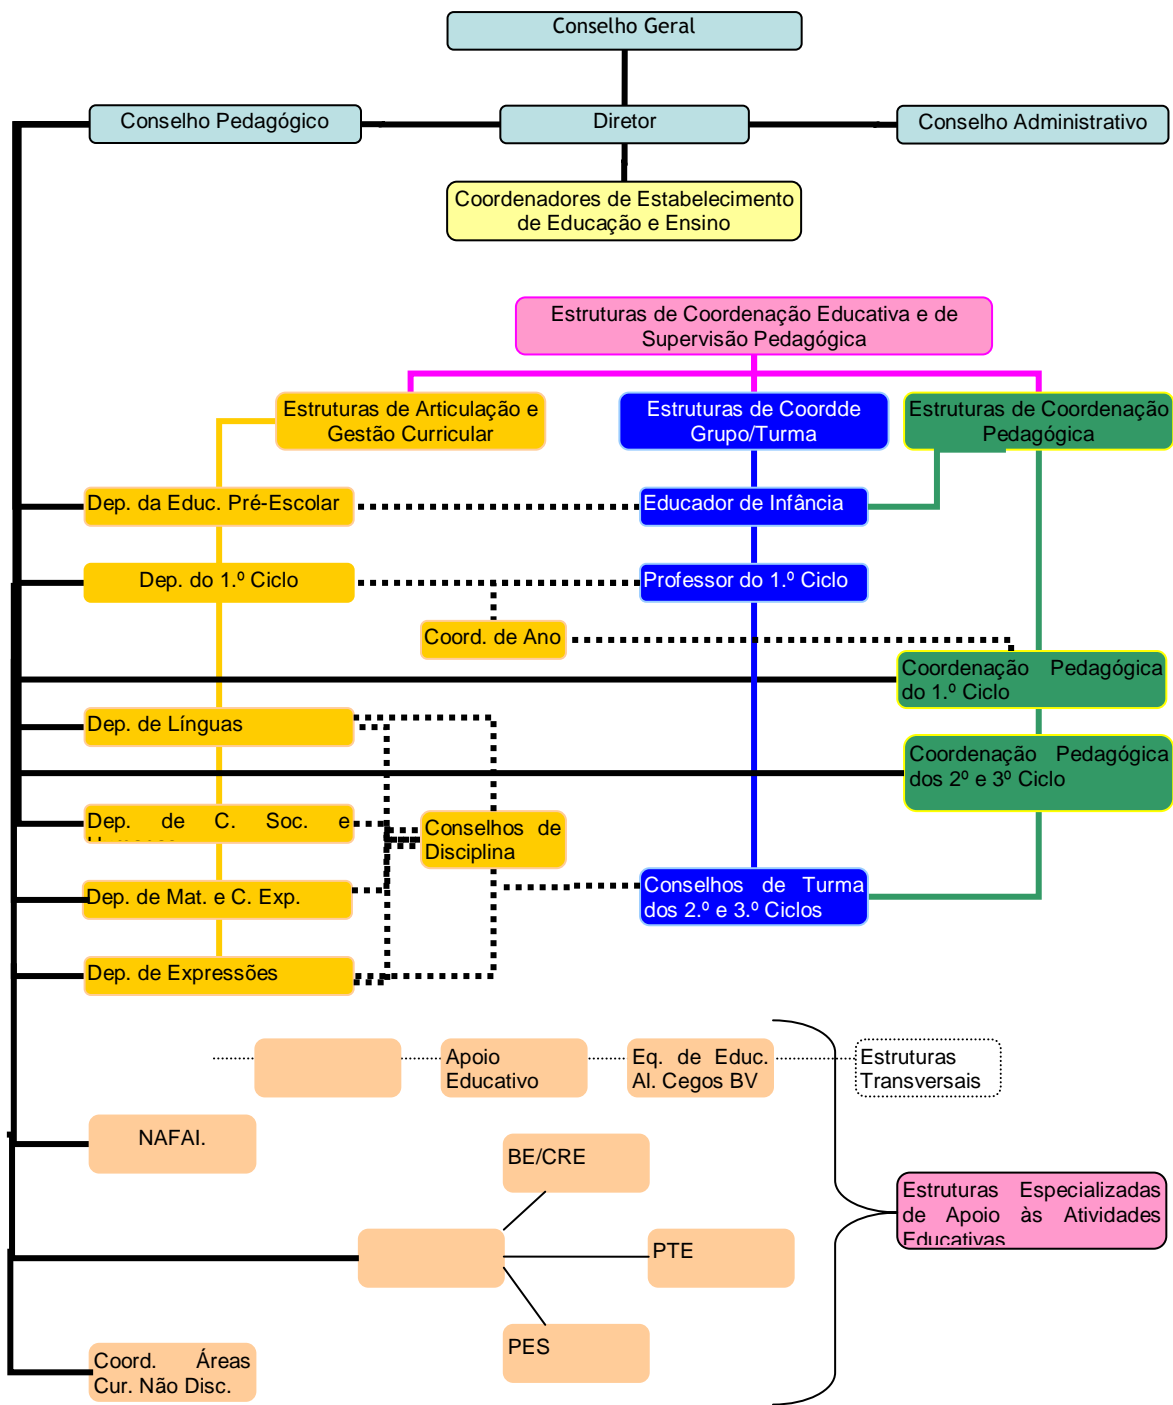 Conselho Geral
Conselho Pedagógico
Diretor
Conselho Administrativo
Coordenadores de Estabelecimento
de Educação e Ensino
Estruturas de Coordenação Educativa e de
Supervisão Pedagógica
Estruturas de Articulação e
Gestão Curricular
Estruturas de Coordde
Grupo/Turma
Estruturas de Coordenação
Pedagógica
Dep. da Educ. Pré-Escolar
Educador de Infância
Dep. do 1.º Ciclo
Professor do 1.º Ciclo
Coord. de Ano
Coordenação Pedagógica
do 1.º Ciclo
Dep. de Línguas
Coordenação Pedagógica
dos 2º e 3º Ciclo
Dep. de C. Soc. e
Conselhos de
Disciplina
Dep. de Mat. e C. Exp.
Conselhos de Turma
dos 2.º e 3.º Ciclos
Dep. de Expressões
Apoio
Educativo
Eq. de Educ.
Al. Cegos BV
Estruturas
Transversais
NAFAI.
BE/CRE
Estruturas Especializadas
de Apoio às Atividades
Educativas
PTE
PES
Coord. Áreas
Cur. Não Disc.